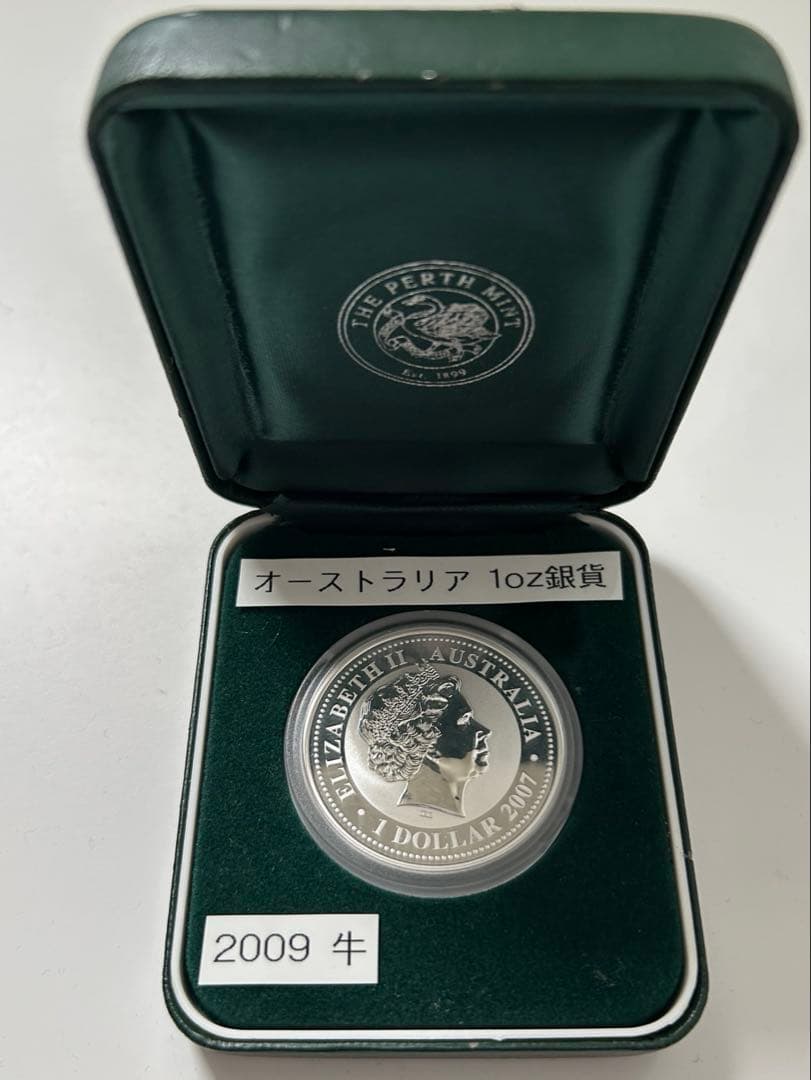 THE PERTH MINT
Est. 1899
オーストラリア 1oz銀貨
ELIZABETH II AUSTRALIA
1 DOLLAR 2007
2009 牛